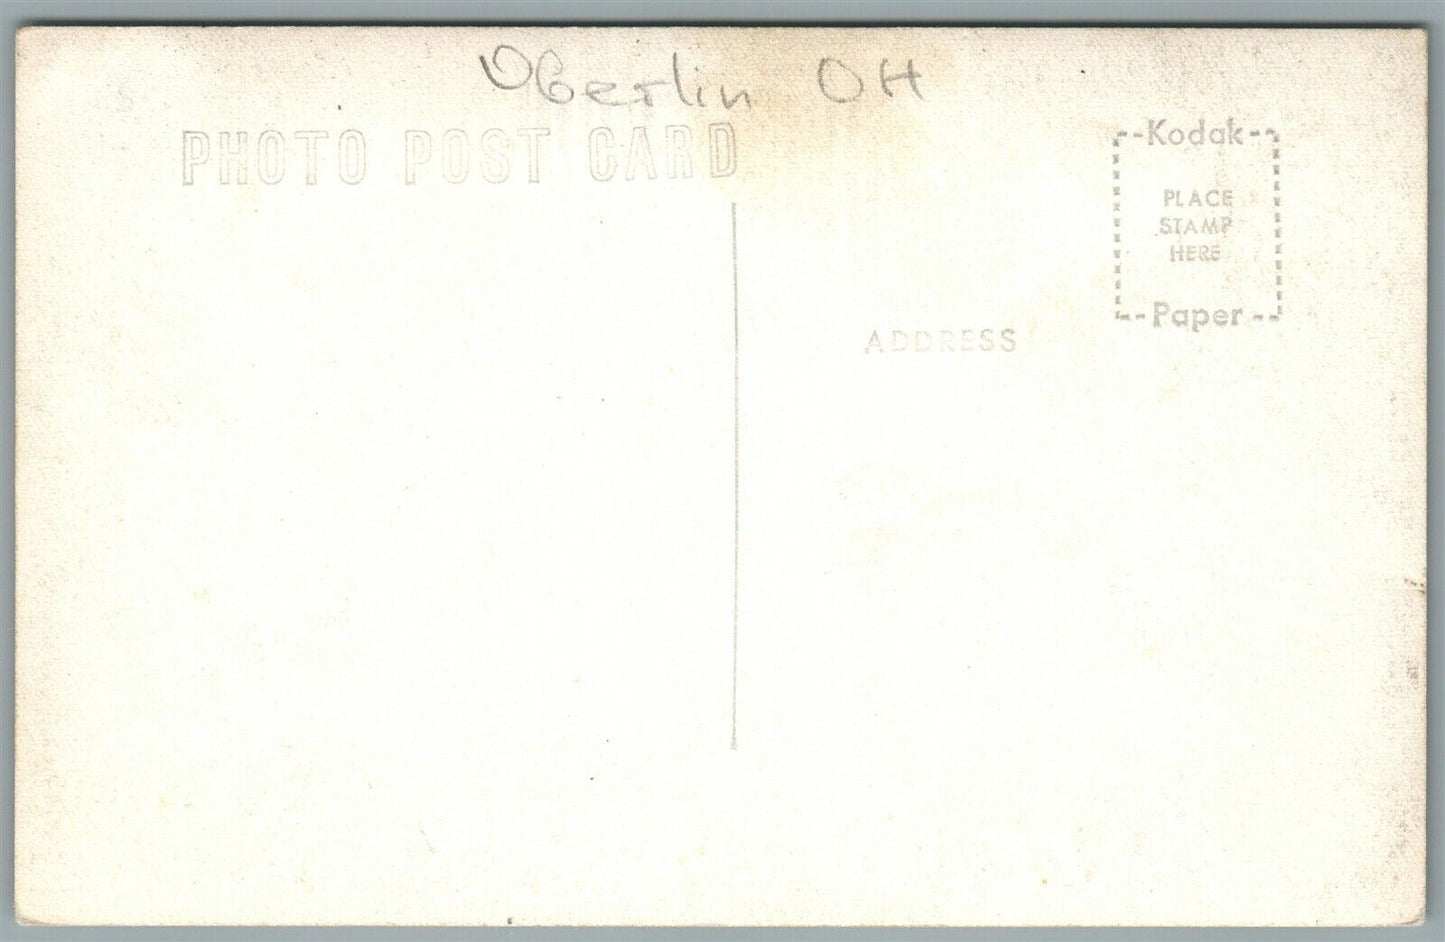 Oberlin OH
PHOTO POST CARD
--Kodak--
PLACE
STAMP
HERE
--Paper--
ADDRESS